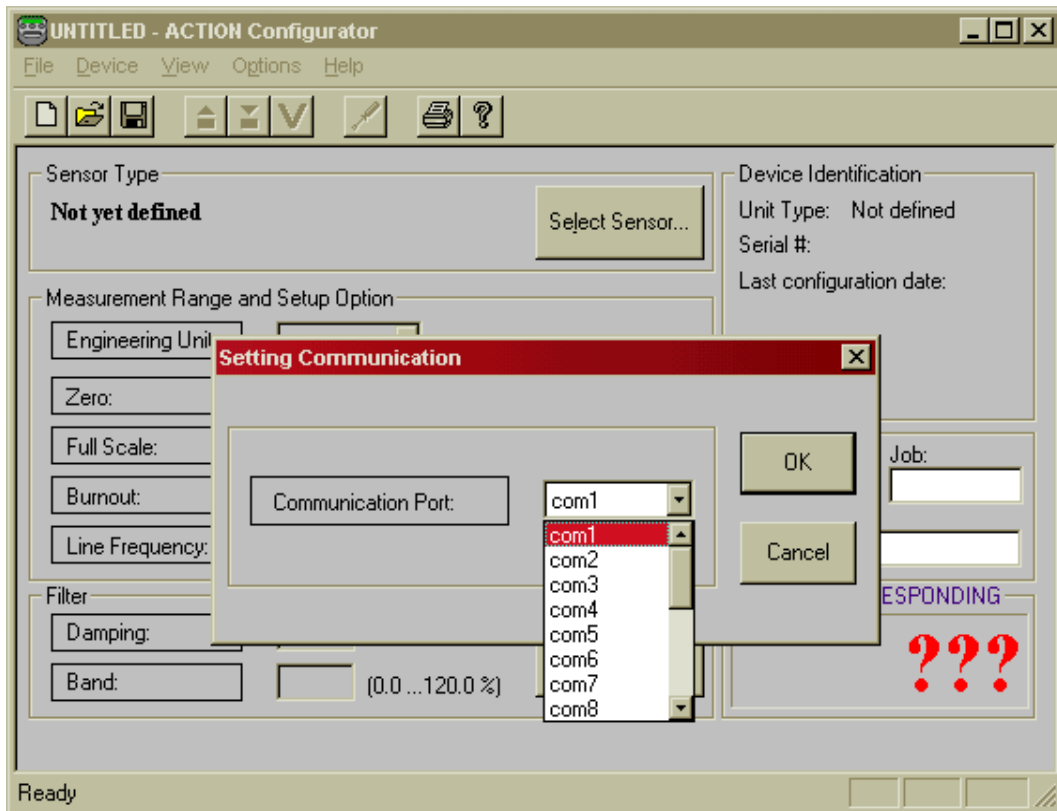 UNTITLED - ACTION Configurator
File Device View Options Help
Sensor Type
Not yet defined
Select Sensor...
Device Identification
Unit Type: Not defined
Serial #:
Last configuration date:
Measurement Range and Setup Option
Engineering Unit
Zero:
Full Scale:
Burnout:
Line Frequency:
Setting Communication
Communication Port:
com1
com1
com2
com3
com4
com5
com6
com7
com8
OK
Cancel
Job:
Filter
Damping:
Band:
(0.0 ...120.0 %)
ESPONDING
???
Ready